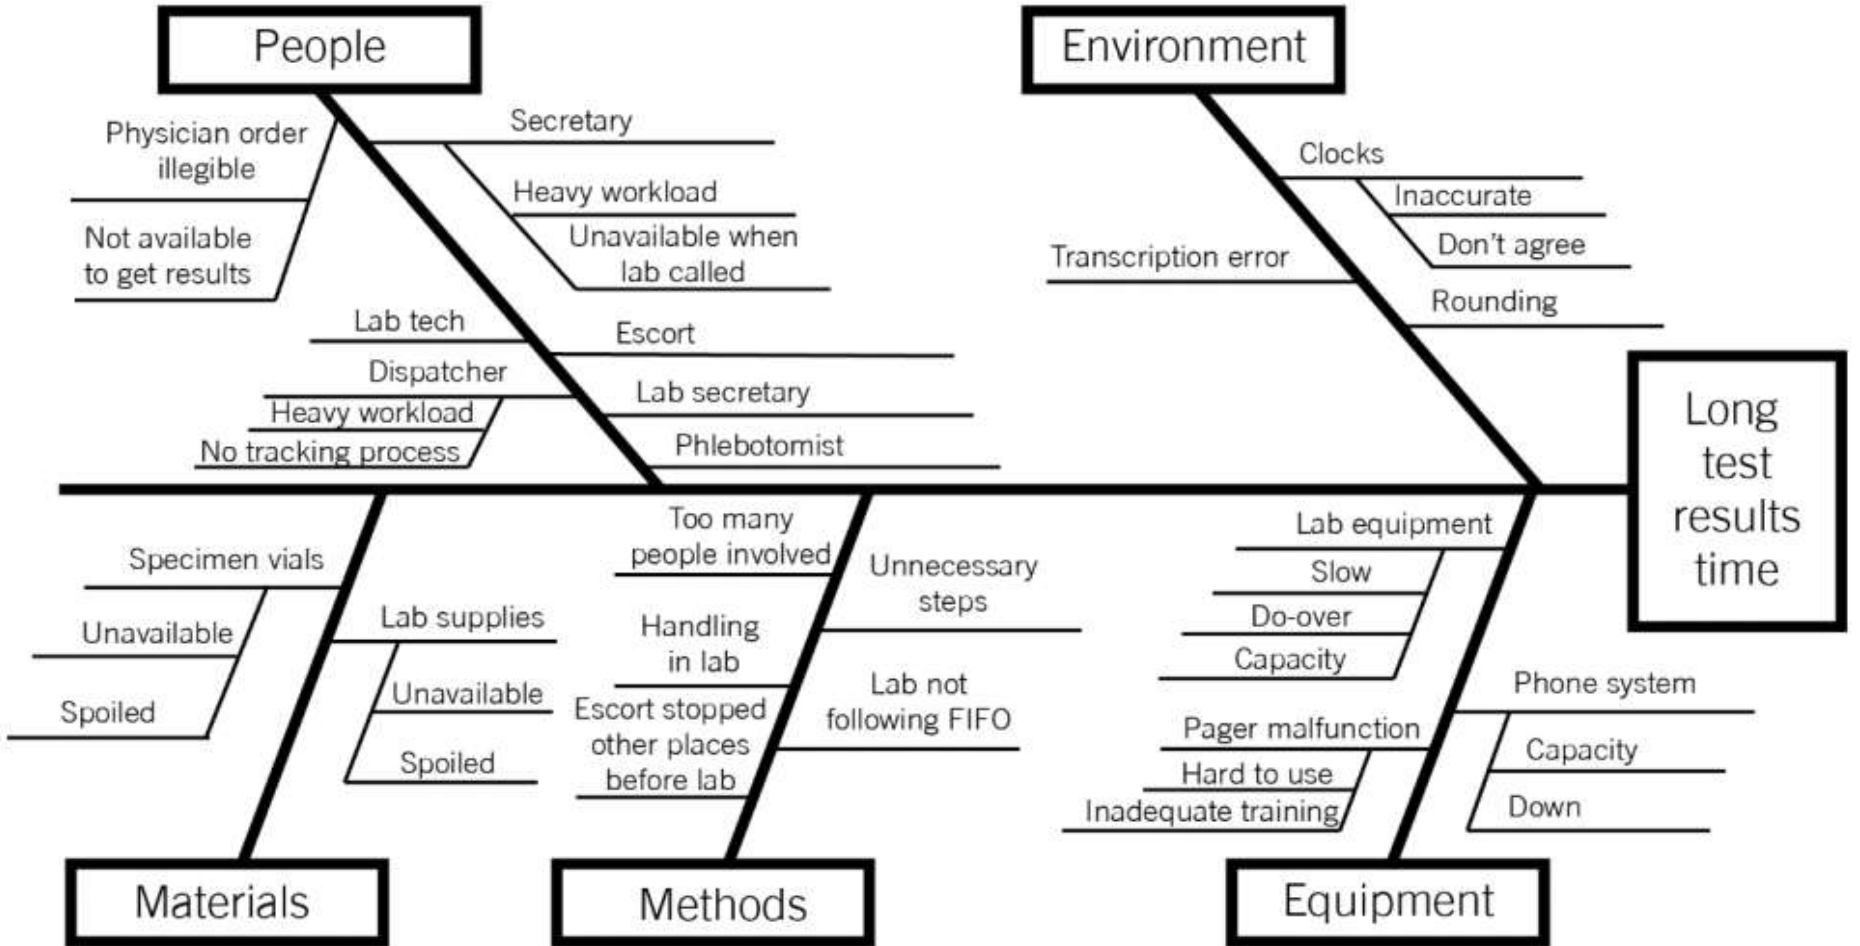 People
Environment
Physician order
illegible
Not available
to get results
Secretary
Heavy workload
Unavailable when
lab called
Lab tech
Escort
Dispatcher
Heavy workload
No tracking process
Lab secretary
Phlebotomist
Clocks
Inaccurate
Don't agree
Transcription error
Rounding
Long
test
results
time
Specimen vials
Unavailable
Spoiled
Lab supplies
Unavailable
Spoiled
Too many
people involved
Unnecessary
steps
Handling
in lab
Lab not
following FIFO
Escort stopped
other places
before lab
Lab equipment
Slow
Do-over
Capacity
Phone system
Capacity
Down
Pager malfunction
Hard to use
Inadequate training
Materials
Methods
Equipment